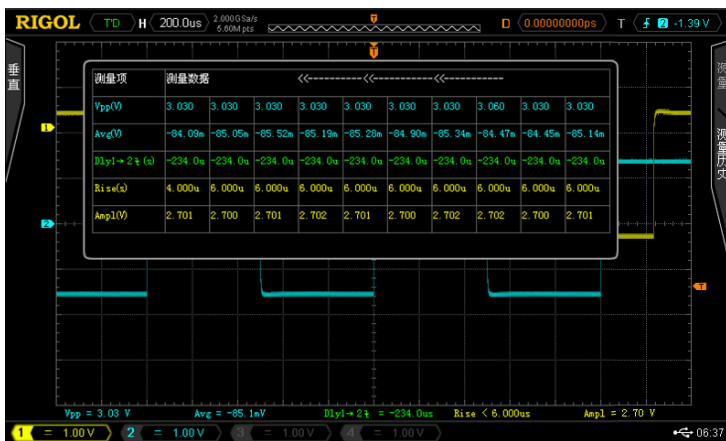 RIGOL T'D H 200.0us 2.000GSa/s 5.60Mpts D 0.00000000ps T 2 -1.39 V
垂直
测量项 测量数据 <<-----------<<-----------<<-----------
Vpp(V) 3.030 3.030 3.030 3.030 3.030 3.030 3.030 3.060 3.030 3.030
Avg(V) -84.09m -85.05m -85.52m -85.19m -85.28m -84.90m -85.34m -84.47m -84.45m -85.14m
Dly1→2 (s) -234.0u -234.0u -234.0u -234.0u -234.0u -234.0u -234.0u -234.0u -234.0u -234.0u
Rise(s) 4.000u 6.000u 6.000u 6.000u 6.000u 6.000u 6.000u 6.000u 6.000u 6.000u
Ampl(V) 2.701 2.700 2.701 2.702 2.702 2.700 2.702 2.702 2.700 2.701
测量
测量历史
T
1
2
T
Vpp = 3.03 V Avg = -85.1mV Dly1→2 = -234.0us Rise < 6.000us Ampl = 2.70 V
1 = 1.00 V 2 = 1.00 V 3 = 1.00 V 4 = 1.00 V 06:37